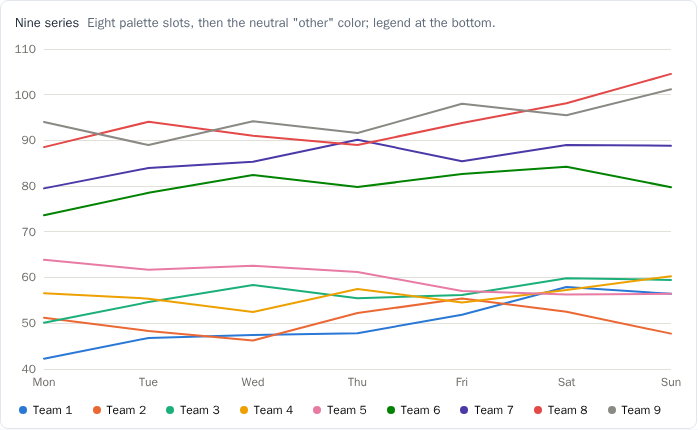 Nine series Eight palette slots, then the neutral "other" color; legend at the bottom.
110
100
90
80
70
60
50
40
Mon Tue Wed Thu Fri Sat Sun
Team 1 Team 2 Team 3 Team 4 Team 5 Team 6 Team 7 Team 8 Team 9